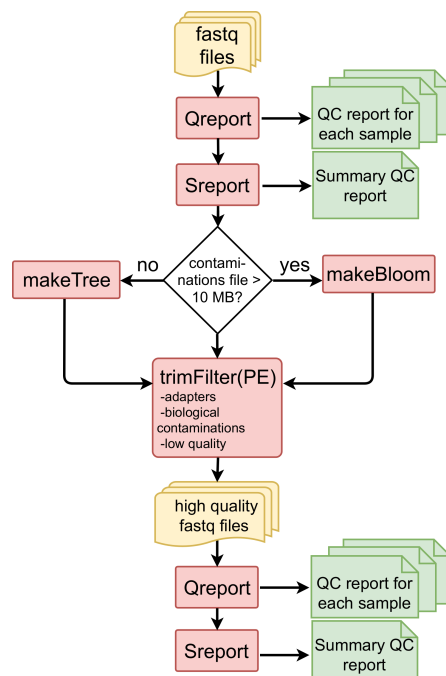 fastq
files
Qreport
QC report for
each sample
Sreport
Summary QC
report
no
contami-
nations file >
10 MB?
yes
makeTree
makeBloom
trimFilter(PE)
-adapters
-biological
contaminations
-low quality
high quality
fastq files
Qreport
QC report for
each sample
Sreport
Summary QC
report